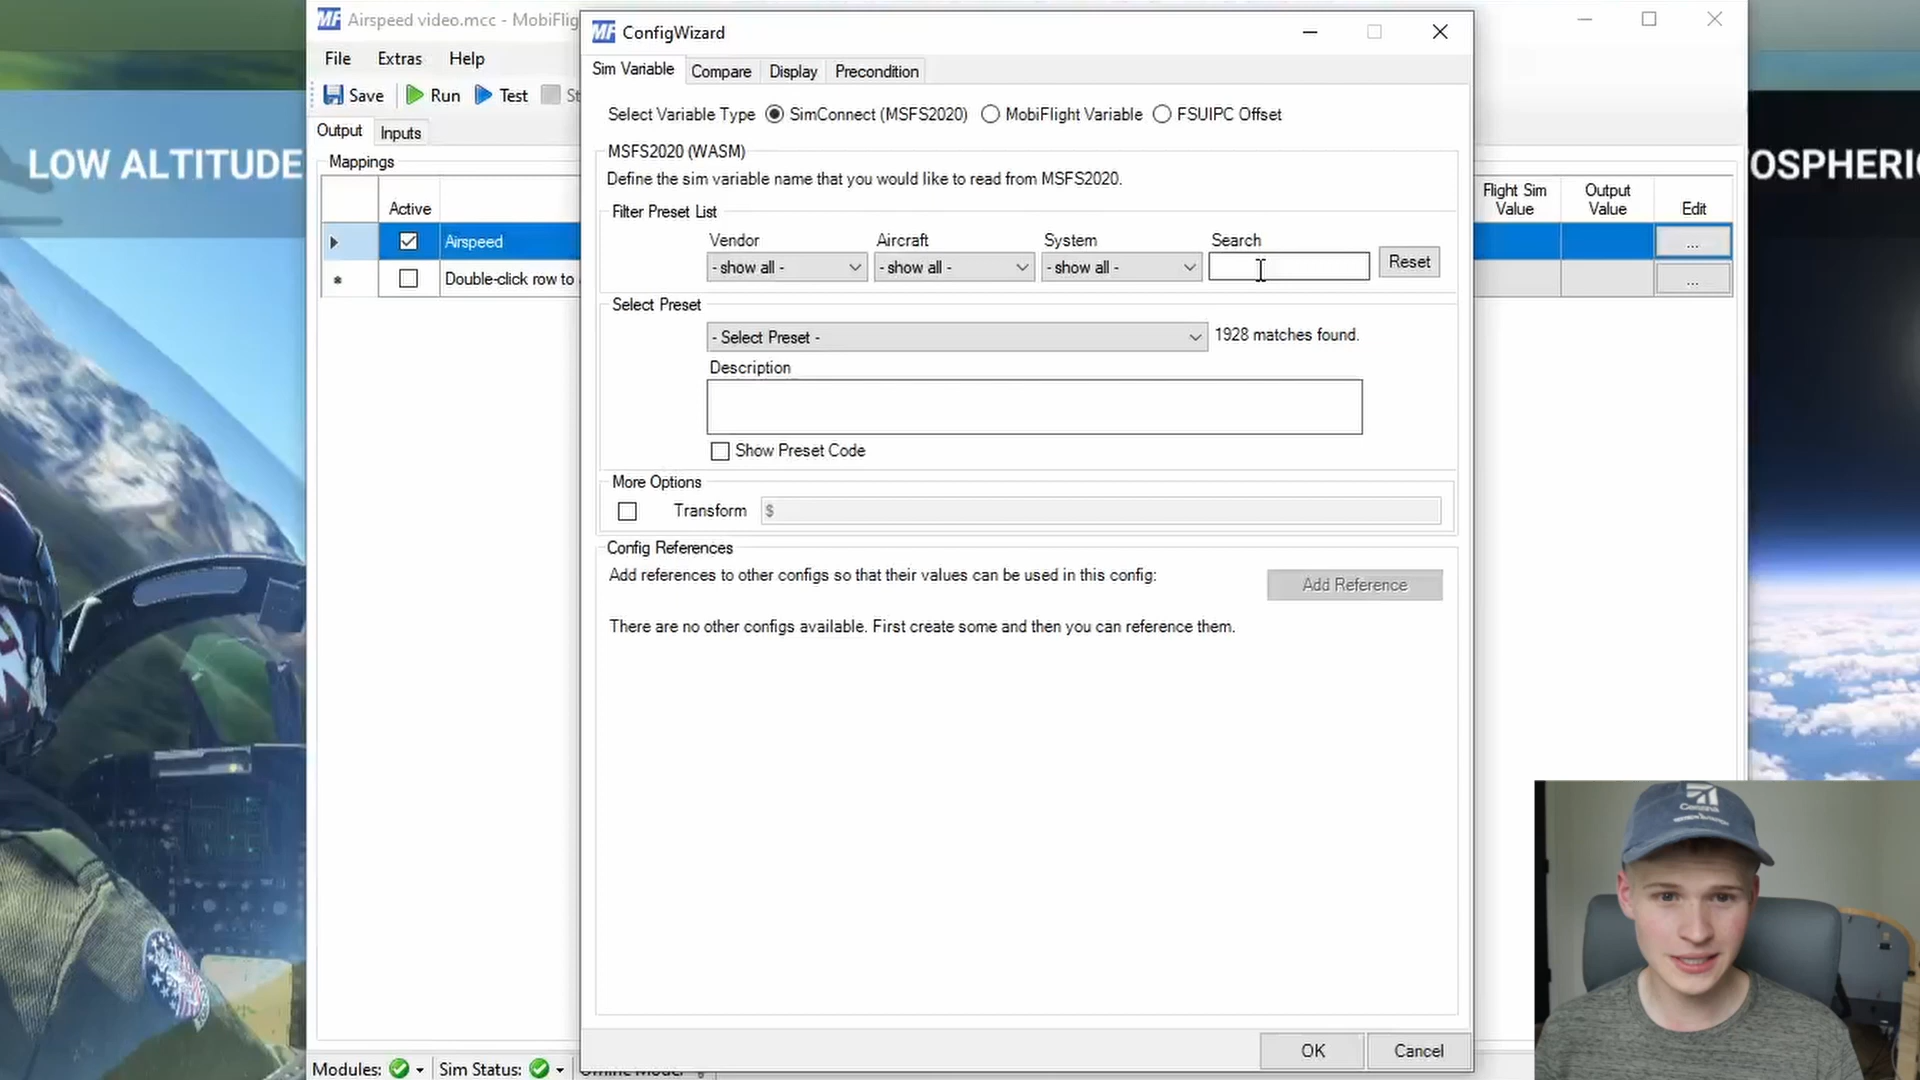 MF Airspeed video.mcc - MobiFlig
File Extras Help
Save Run Test St
Output Inputs
Mappings
Active
Airspeed
Double-click row to
MF ConfigWizard
Sim Variable Compare Display Precondition
Select Variable Type SimConnect (MSFS2020) MobiFlight Variable FSUIPC Offset
MSFS2020 (WASM)
Define the sim variable name that you would like to read from MSFS2020.
Filter Preset List
Vendor Aircraft System Search
- show all - - show all - - show all - Reset
Select Preset
- Select Preset - 1928 matches found.
Description
Show Preset Code
More Options
Transform $
Config References
Add references to other configs so that their values can be used in this config:
Add Reference
There are no other configs available. First create some and then you can reference them.
OK Cancel
Flight Sim Value Output Value Edit
...
...
LOW ALTITUDE
OSPHERIC
Modules: Sim Status:
Cessna